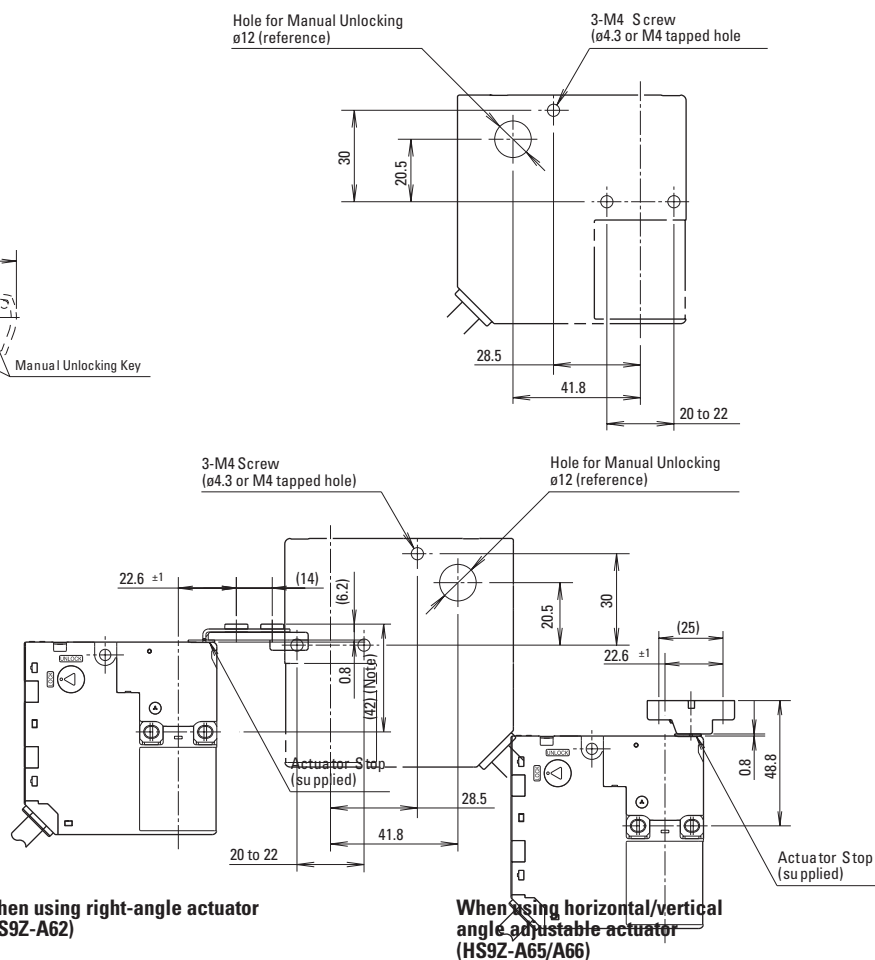 Hole for Manual Unlocking
ø12 (reference)
3-M4 Screw
(ø4.3 or M4 tapped hole
30
20.5
Manual Unlocking Key
28.5
41.8
20 to 22
3-M4 Screw
(ø4.3 or M4 tapped hole)
Hole for Manual Unlocking
ø12 (reference)
22.6 ±1
(14)
(6.2)
20.5
30
(25)
22.6 ±1
UNLOCK
LOCK
0.8
(42) (Note)
UNLOCK
LOCK
0.8
48.8
Actuator Stop
(supplied)
28.5
41.8
20 to 22
Actuator Stop
(supplied)
hen using right-angle actuator
S9Z-A62)
When using horizontal/vertical
angle adjustable actuator
(HS9Z-A65/A66)